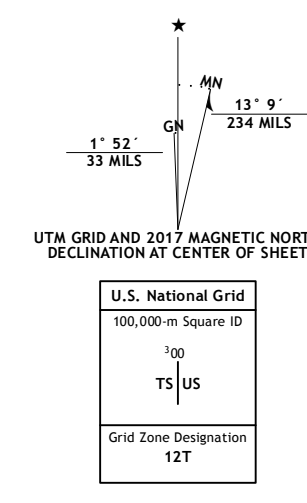 ★
MN
GN
13° 9´
234 MILS
1° 52´
33 MILS
UTM GRID AND 2017 MAGNETIC NORT
DECLINATION AT CENTER OF SHEET
U.S. National Grid
100,000-m Square ID
³00
TS US
Grid Zone Designation
12T